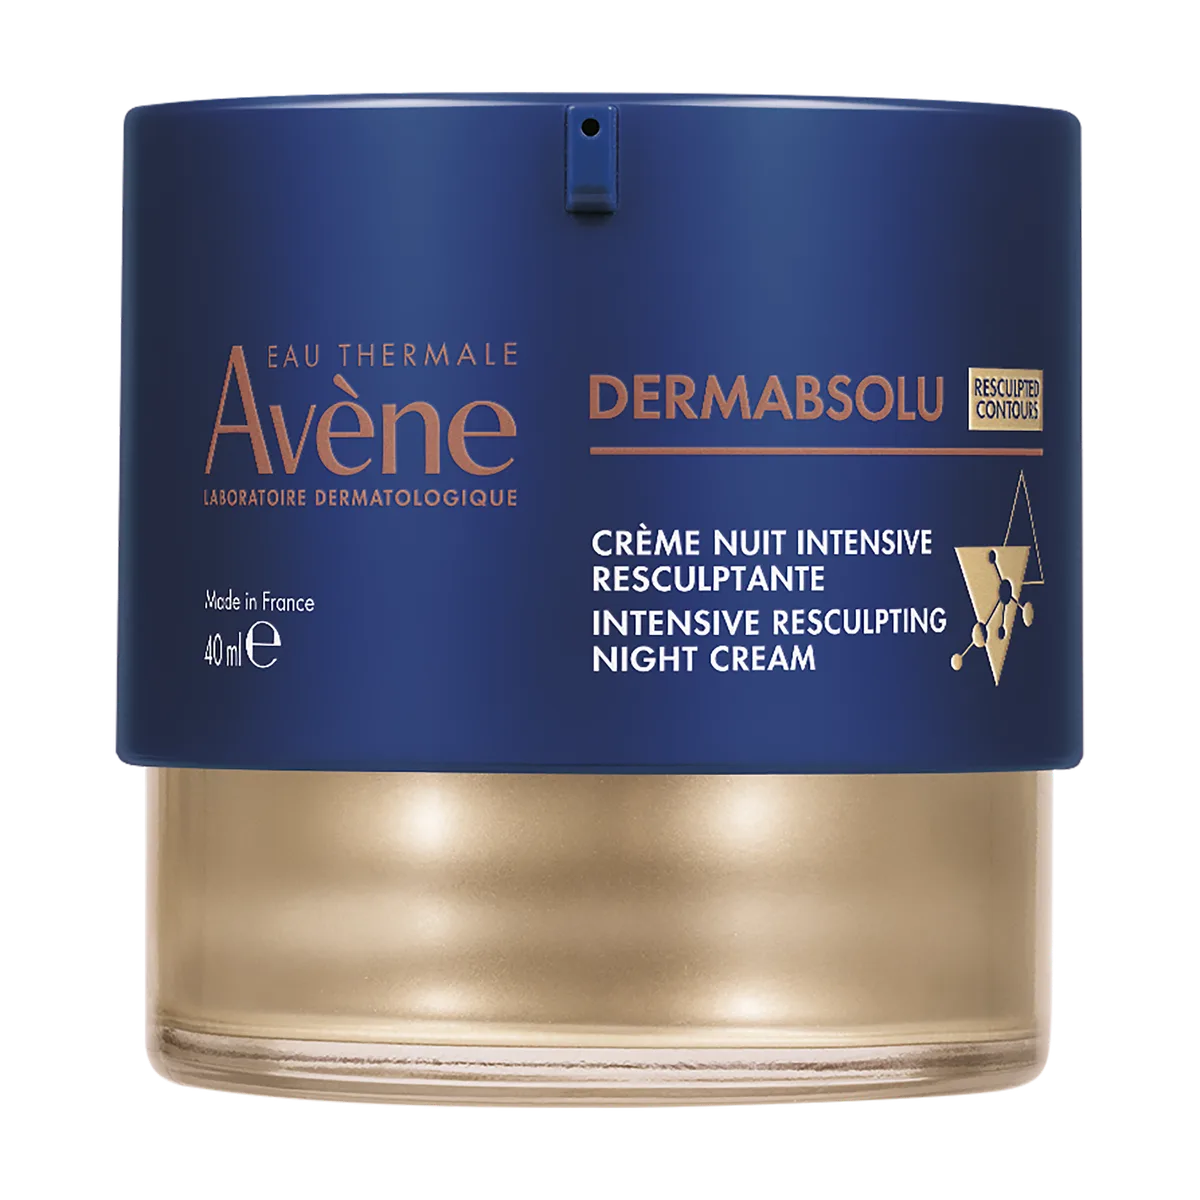 EAU THERMALE
Avène
LABORATOIRE DERMATOLOGIQUE
Made in France
40 ml e
DERMABSOLU
RESCULPTED
CONTOURS
CRÈME NUIT INTENSIVE
RESCULPTANTE
INTENSIVE RESCULPTING
NIGHT CREAM